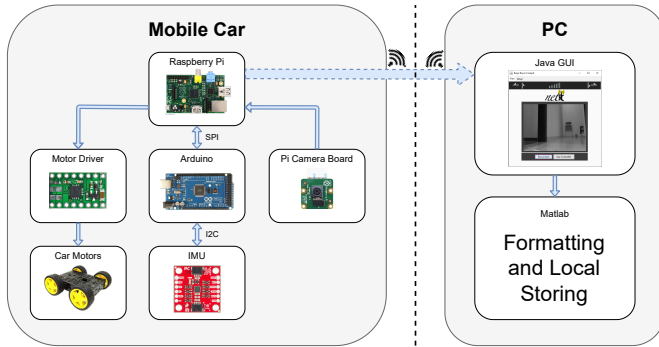 Mobile Car
PC
Raspberry Pi
Java GUI
SPI
Motor Driver
Arduino
Pi Camera Board
Matlab
I2C
Car Motors
IMU
Formatting
and Local
Storing